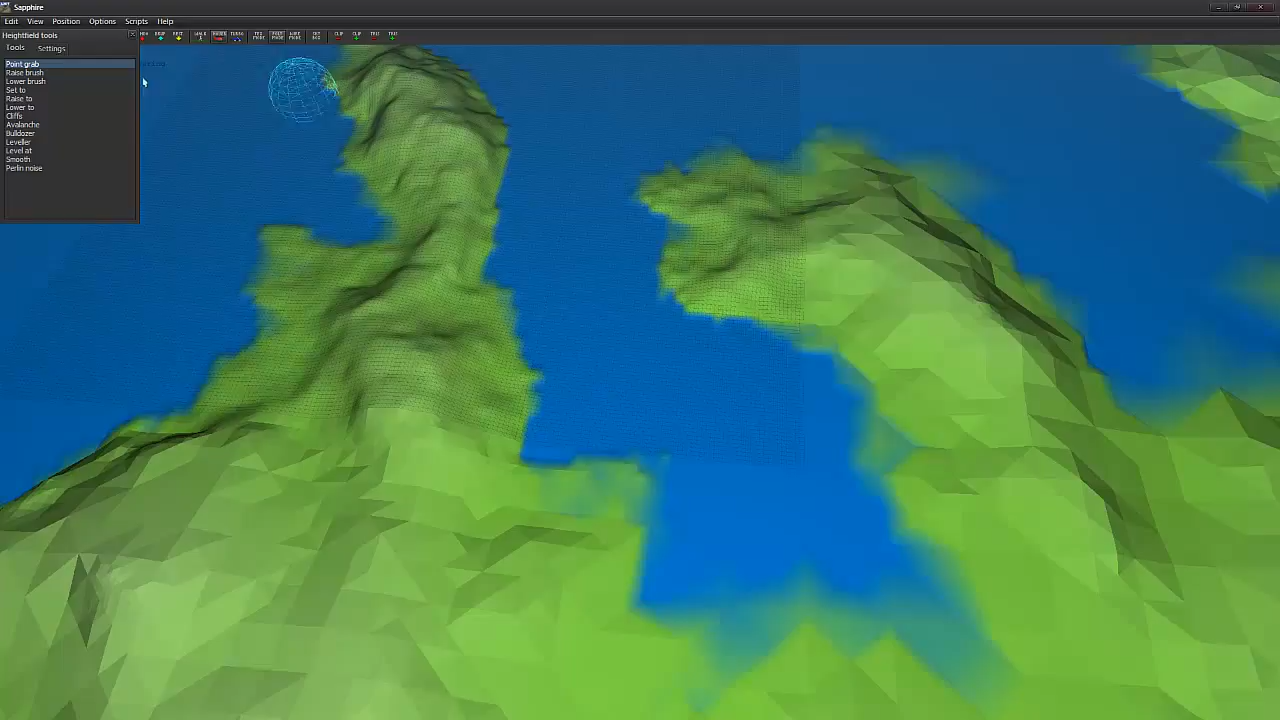 Sapphire
Edit View Position Options Scripts Help
Heightfield tools
Tools Settings
Point grab
Raise brush
Lower brush
Set to
Raise to
Lower to
Cliffs
Avalanche
Bulldozer
Leveller
Level at
Smooth
Perlin noise